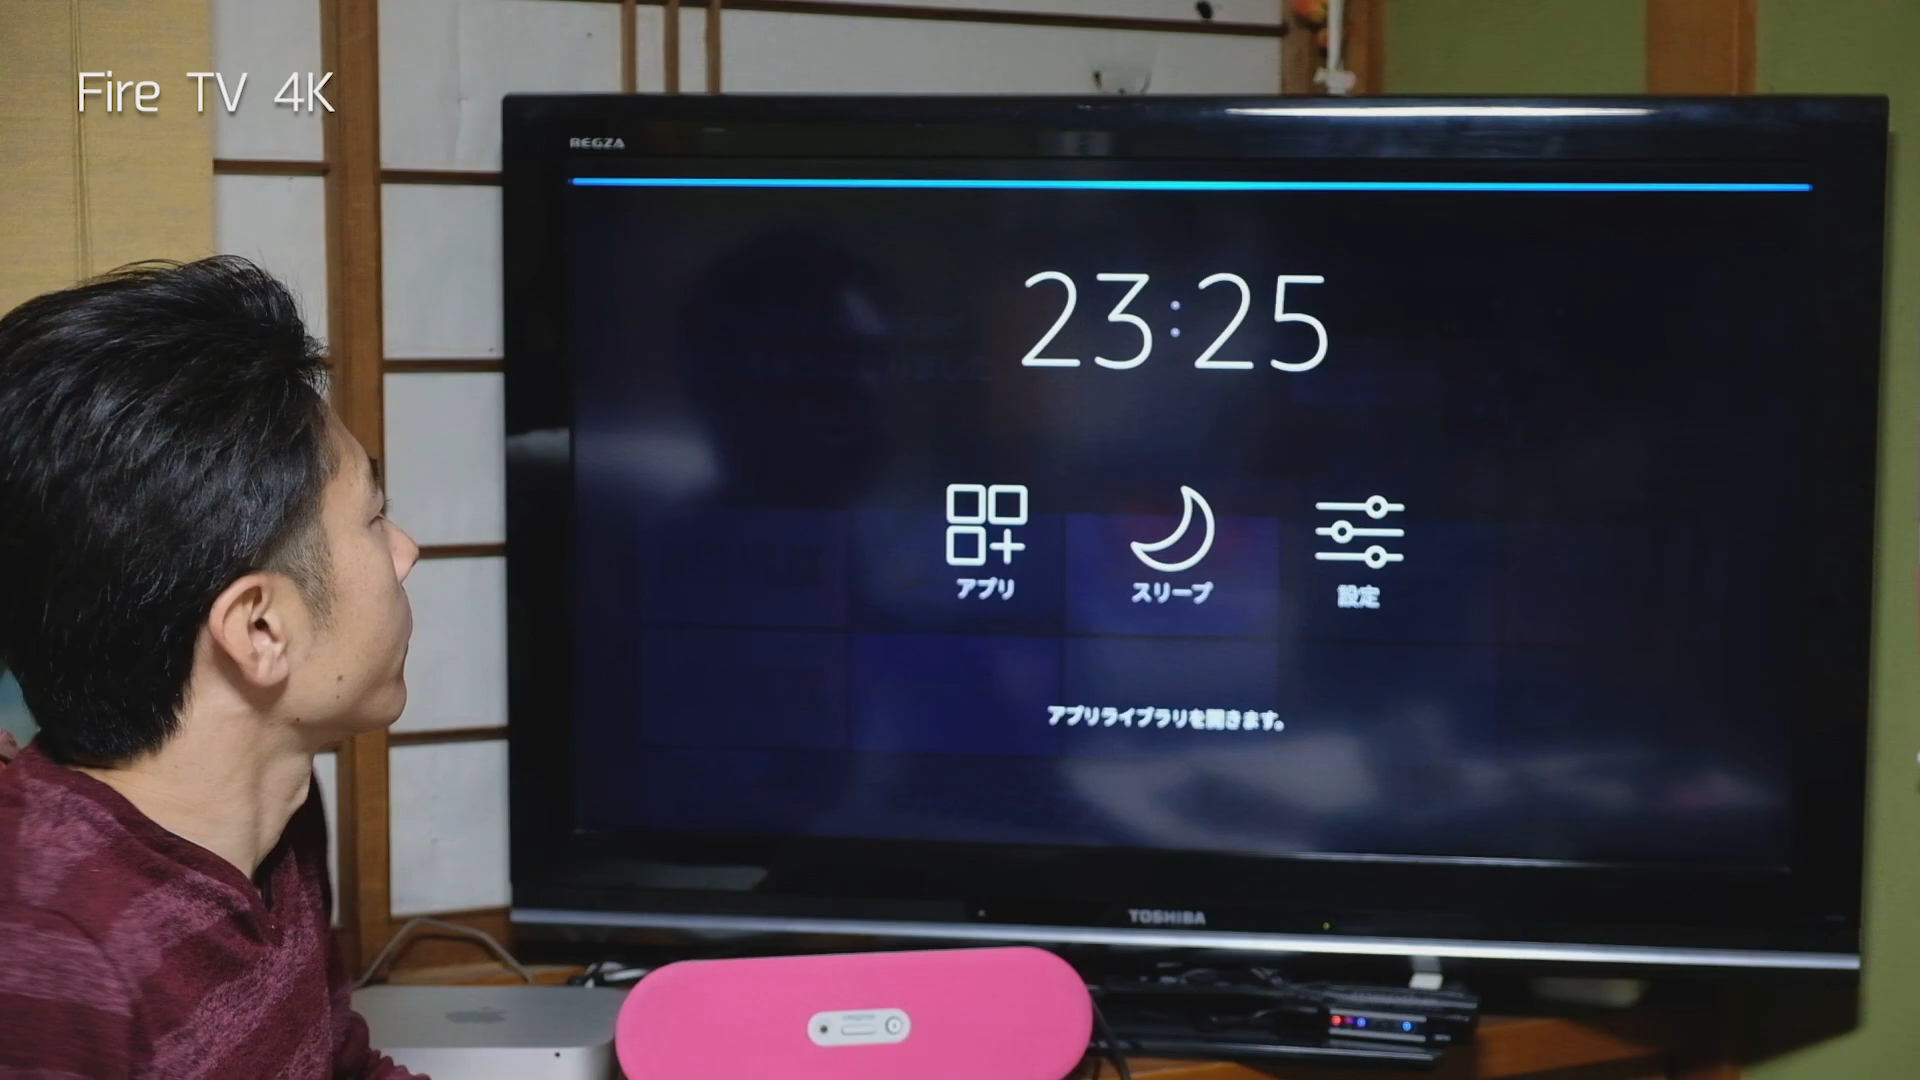 Fire TV 4K
REGZA
23:25
アプリ
スリープ
設定
アプリライブラリを開きます。
TOSHIBA